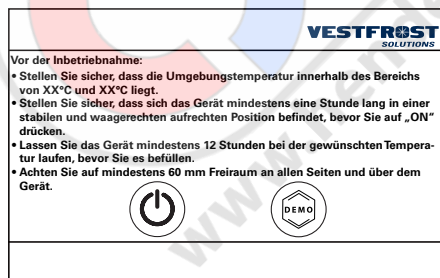 VESTFROST
SOLUTIONS
Vor der Inbetriebnahme:
• Stellen Sie sicher, dass die Umgebungstemperatur innerhalb des Bereichs
von XX°C und XX°C liegt.
• Stellen Sie sicher, dass sich das Gerät mindestens eine Stunde lang in einer
stabilen und waagerechten aufrechten Position befindet, bevor Sie auf „ON“
drücken.
• Lassen Sie das Gerät mindestens 12 Stunden bei der gewünschten Tempera-
tur laufen, bevor Sie es befüllen.
• Achten Sie auf mindestens 60 mm Freiraum an allen Seiten und über dem
Gerät.
DEMO